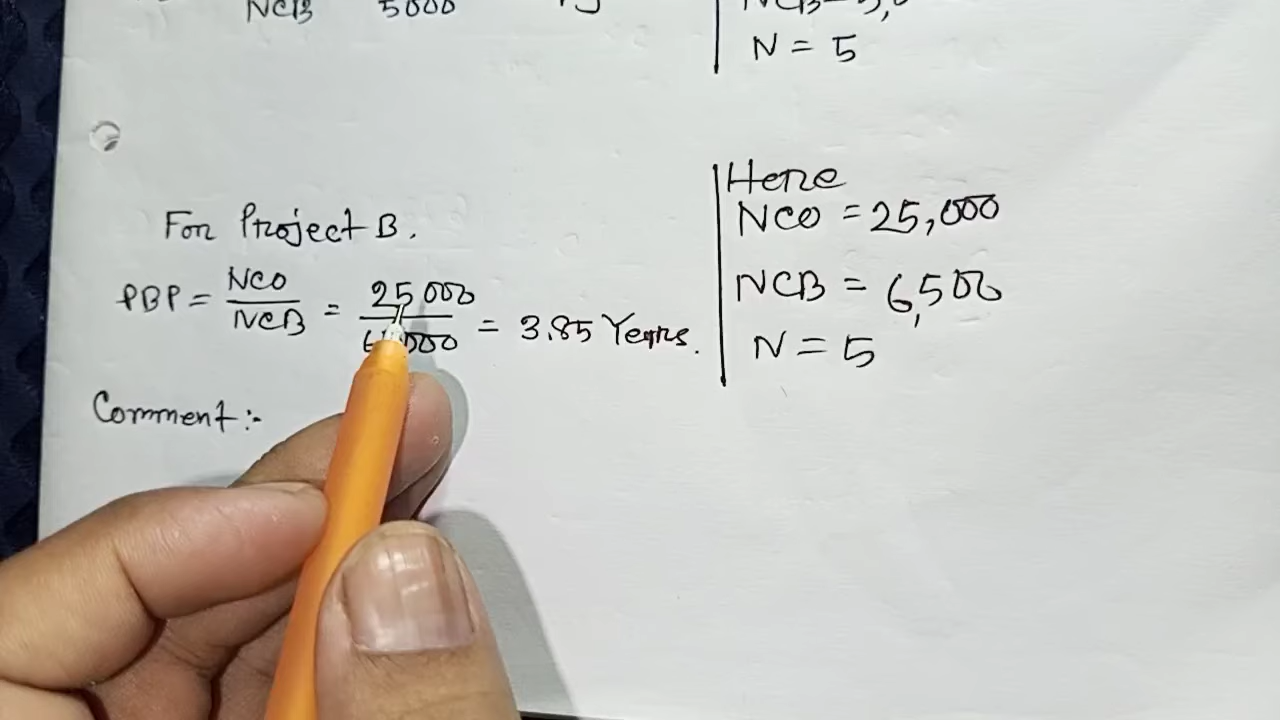 NCB 5000
N = 5
Here
NCO = 25,000
For Project B.
NCB = 6,500
PBP = NCO / NCB = 25000 / = 3.85 Years.
N = 5
Comment :-